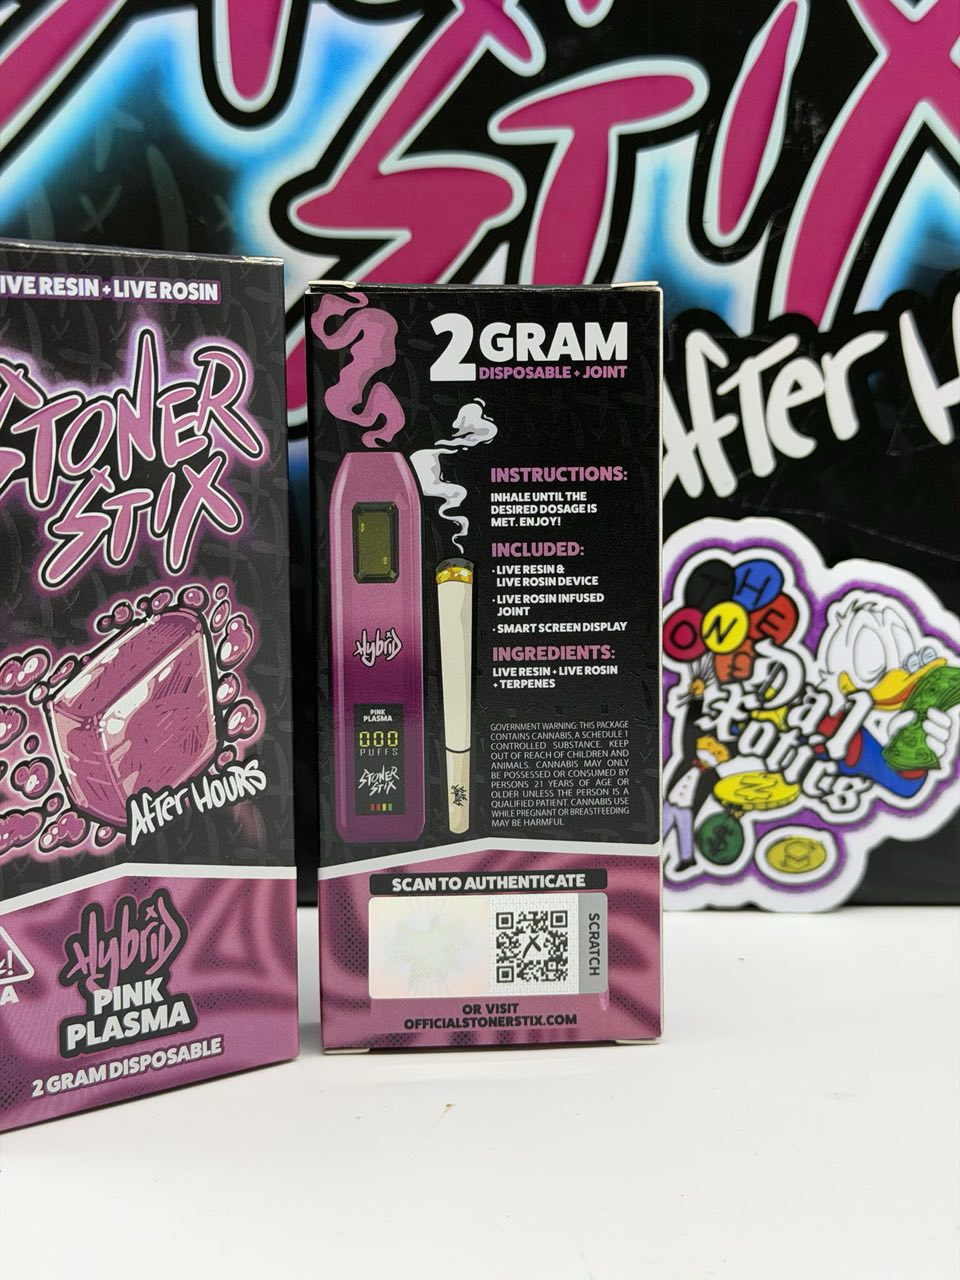 STIX
After H
IVE RESIN + LIVE ROSIN
STONER
STIX
AFTER HOURS
Hybrid
PINK
PLASMA
2 GRAM DISPOSABLE
!
A
2 GRAM
DISPOSABLE + JOINT
INSTRUCTIONS:
INHALE UNTIL THE
DESIRED DOSAGE IS
MET. ENJOY!
INCLUDED:
· LIVE RESIN &
LIVE ROSIN DEVICE
· LIVE ROSIN INFUSED
JOINT
· SMART SCREEN DISPLAY
INGREDIENTS:
LIVE RESIN + LIVE ROSIN
+ TERPENES
GOVERNMENT WARNING: THIS PACKAGE
CONTAINS CANNABIS, A SCHEDULE 1
CONTROLLED SUBSTANCE. KEEP
OUT OF REACH OF CHILDREN AND
ANIMALS. CANNABIS MAY ONLY
BE POSSESSED OR CONSUMED BY
PERSONS 21 YEARS OF AGE OR
OLDER UNLESS THE PERSON IS A
QUALIFIED PATIENT. CANNABIS USE
WHILE PREGNANT OR BREASTFEEDING
MAY BE HARMFUL
Hybrid
PINK
PLASMA
000
PUFFS
STONER
STIX
SCAN TO AUTHENTICATE
SCRATCH
OR VISIT
OFFICIALSTONERSTIX.COM
THE
ONE